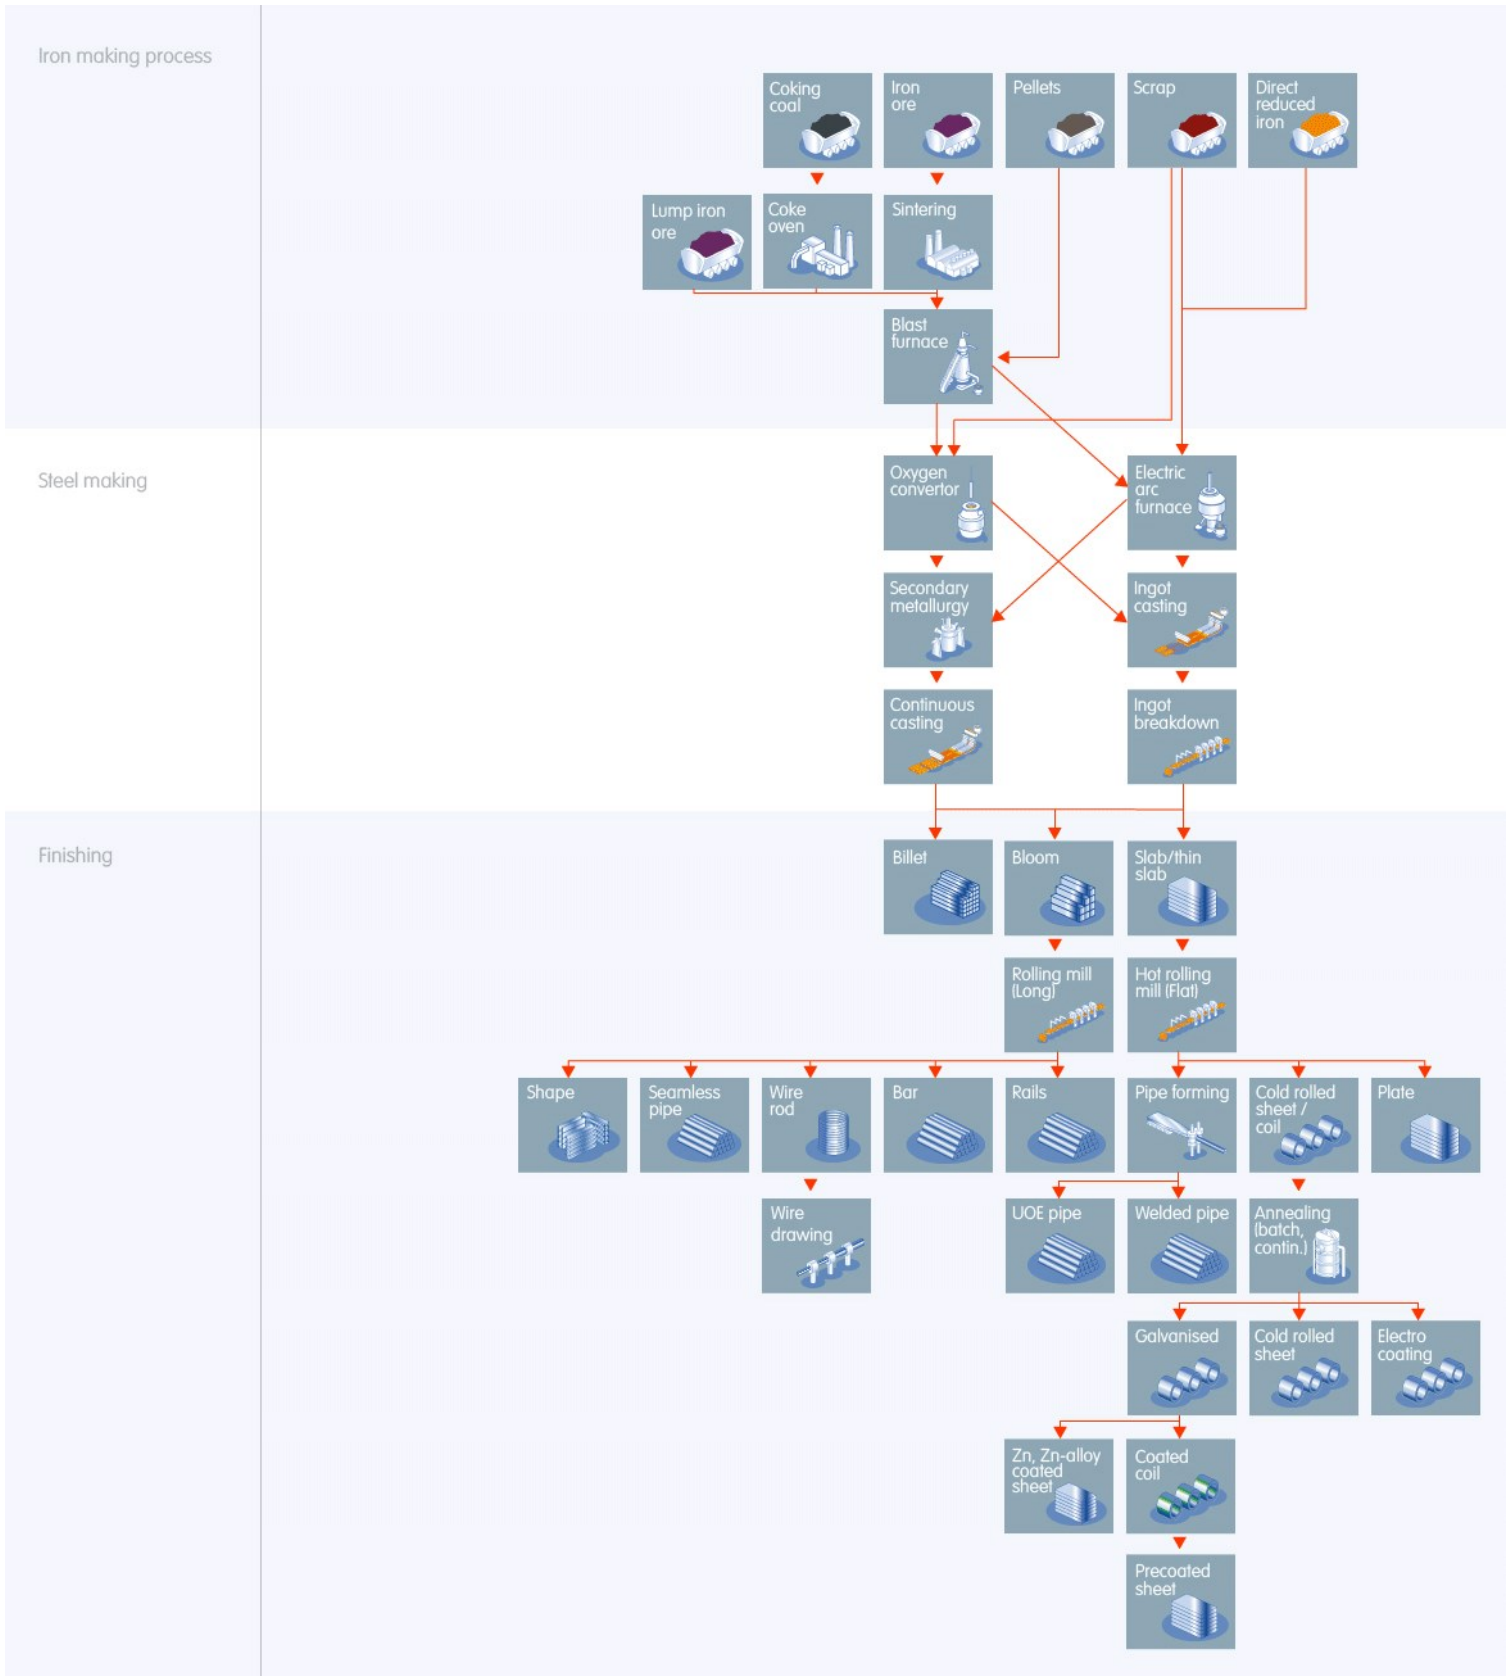 Iron making process
Coking
coal
Iron
ore
Pellets
Scrap
Direct
reduced
iron
Lump iron
ore
Coke
oven
Sintering
Blast
furnace
Steel making
Oxygen
convertor
Electric
arc
furnace
Secondary
metallurgy
Ingot
casting
Continuous
casting
Ingot
breakdown
Finishing
Billet
Bloom
Slab/thin
slab
Rolling mill
(Long)
Hot rolling
mill (Flat)
Shape
Seamless
pipe
Wire
rod
Bar
Rails
Pipe forming
Cold rolled
sheet /
coil
Plate
Wire
drawing
UOE pipe
Welded pipe
Annealing
(batch,
contin.)
Galvanised
Cold rolled
sheet
Electro
coating
Zn, Zn-alloy
coated
sheet
Coated
coil
Precoated
sheet